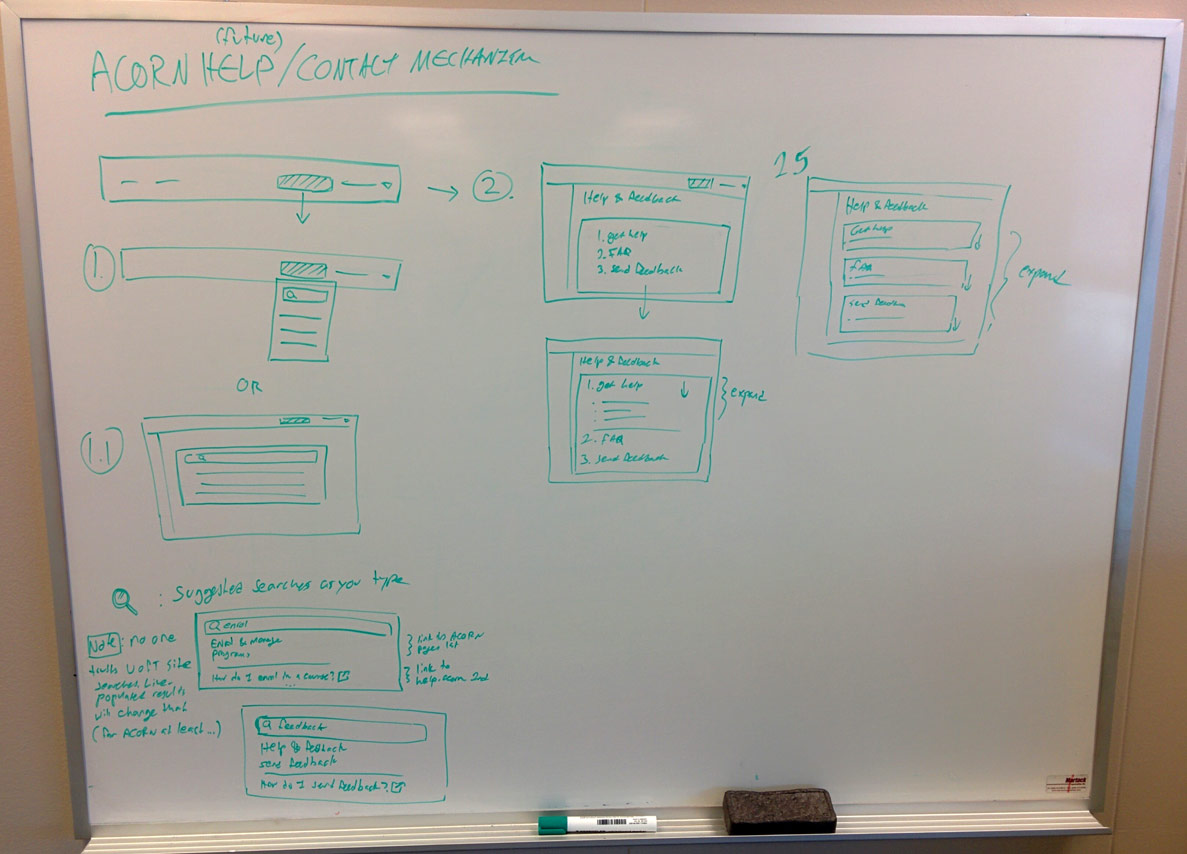 (future)
ACORN HELP/CONTACT MECHANISM
1.
OR
1.1
2.
Help & Feedback
1. get help
2. FAQ
3. send Feedback
Help & Feedback
1. get help
expand
2. FAQ
3. send Feedback
25
Help & Feedback
Get help
FAQ
send Feedback
expand
: Suggested searches as you type
Note: no one
trusts UofT site
searches. Live-
populated results
will change that
(for ACORN at least...)
enrol
Enrol & Manage
programs
How do I enrol in a course?
...
link to ACORN
pages 1st
link to
help.acorn 2nd
Feedback
Help & Feedback
send Feedback
How do I send Feedback?
Martack